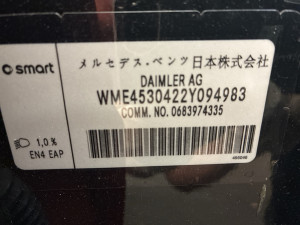 smart
メルセデス・ベンツ日本株式会社
DAIMLER AG
WME4530422Y094983
COMM. NO. 0683974335
1,0%
EN4 EAP